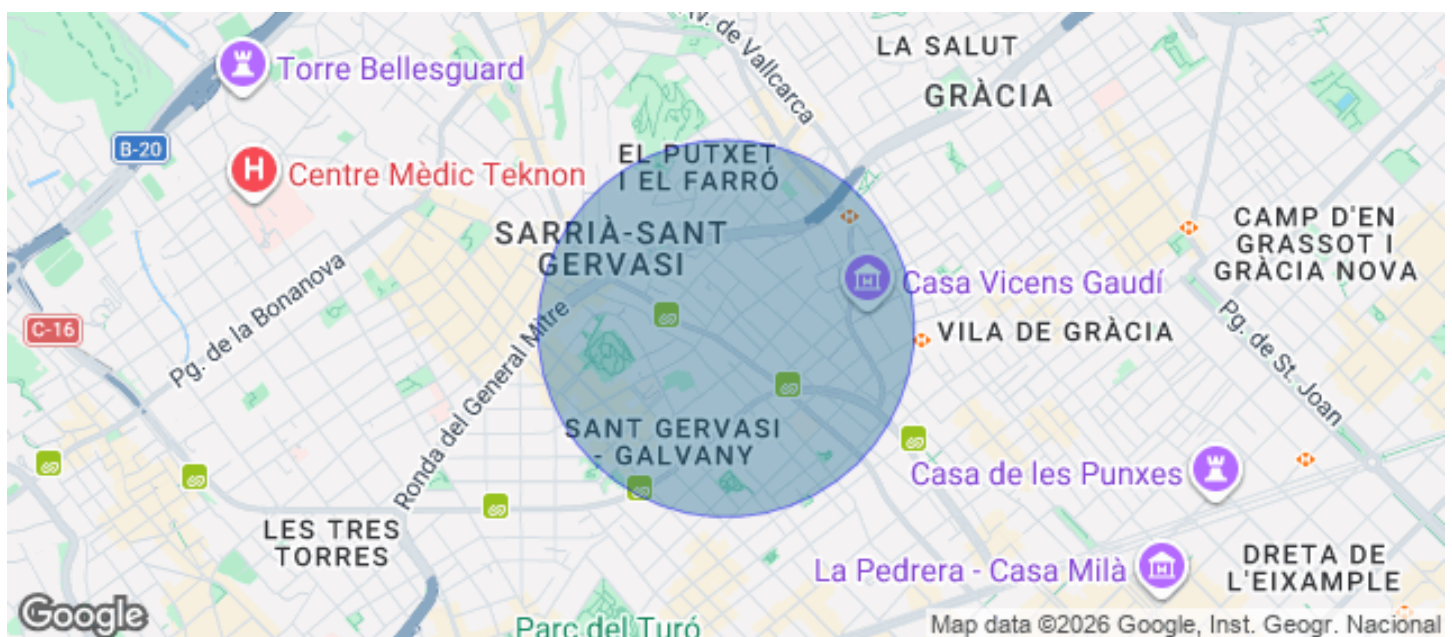 Av. de Vallcarca
LA SALUT
Torre Bellesguard
GRÀCIA
B-20
EL PUTXET
I EL FARRÓ
H
Centre Mèdic Teknon
SARRIÀ-SANT
GERVASI
CAMP D'EN
GRASSOT I
GRÀCIA NOVA
Casa Vicens Gaudí
C-16
Pg. de la Bonanova
VILA DE GRÀCIA
Pg. de St. Joan
Ronda del General Mitre
SANT GERVASI
- GALVANY
Casa de les Punxes
LES TRES
TORRES
La Pedrera - Casa Milà
DRETA DE
L'EIXAMPLE
Google
Parc del Turó
Map data ©2026 Google, Inst. Geogr. Nacional